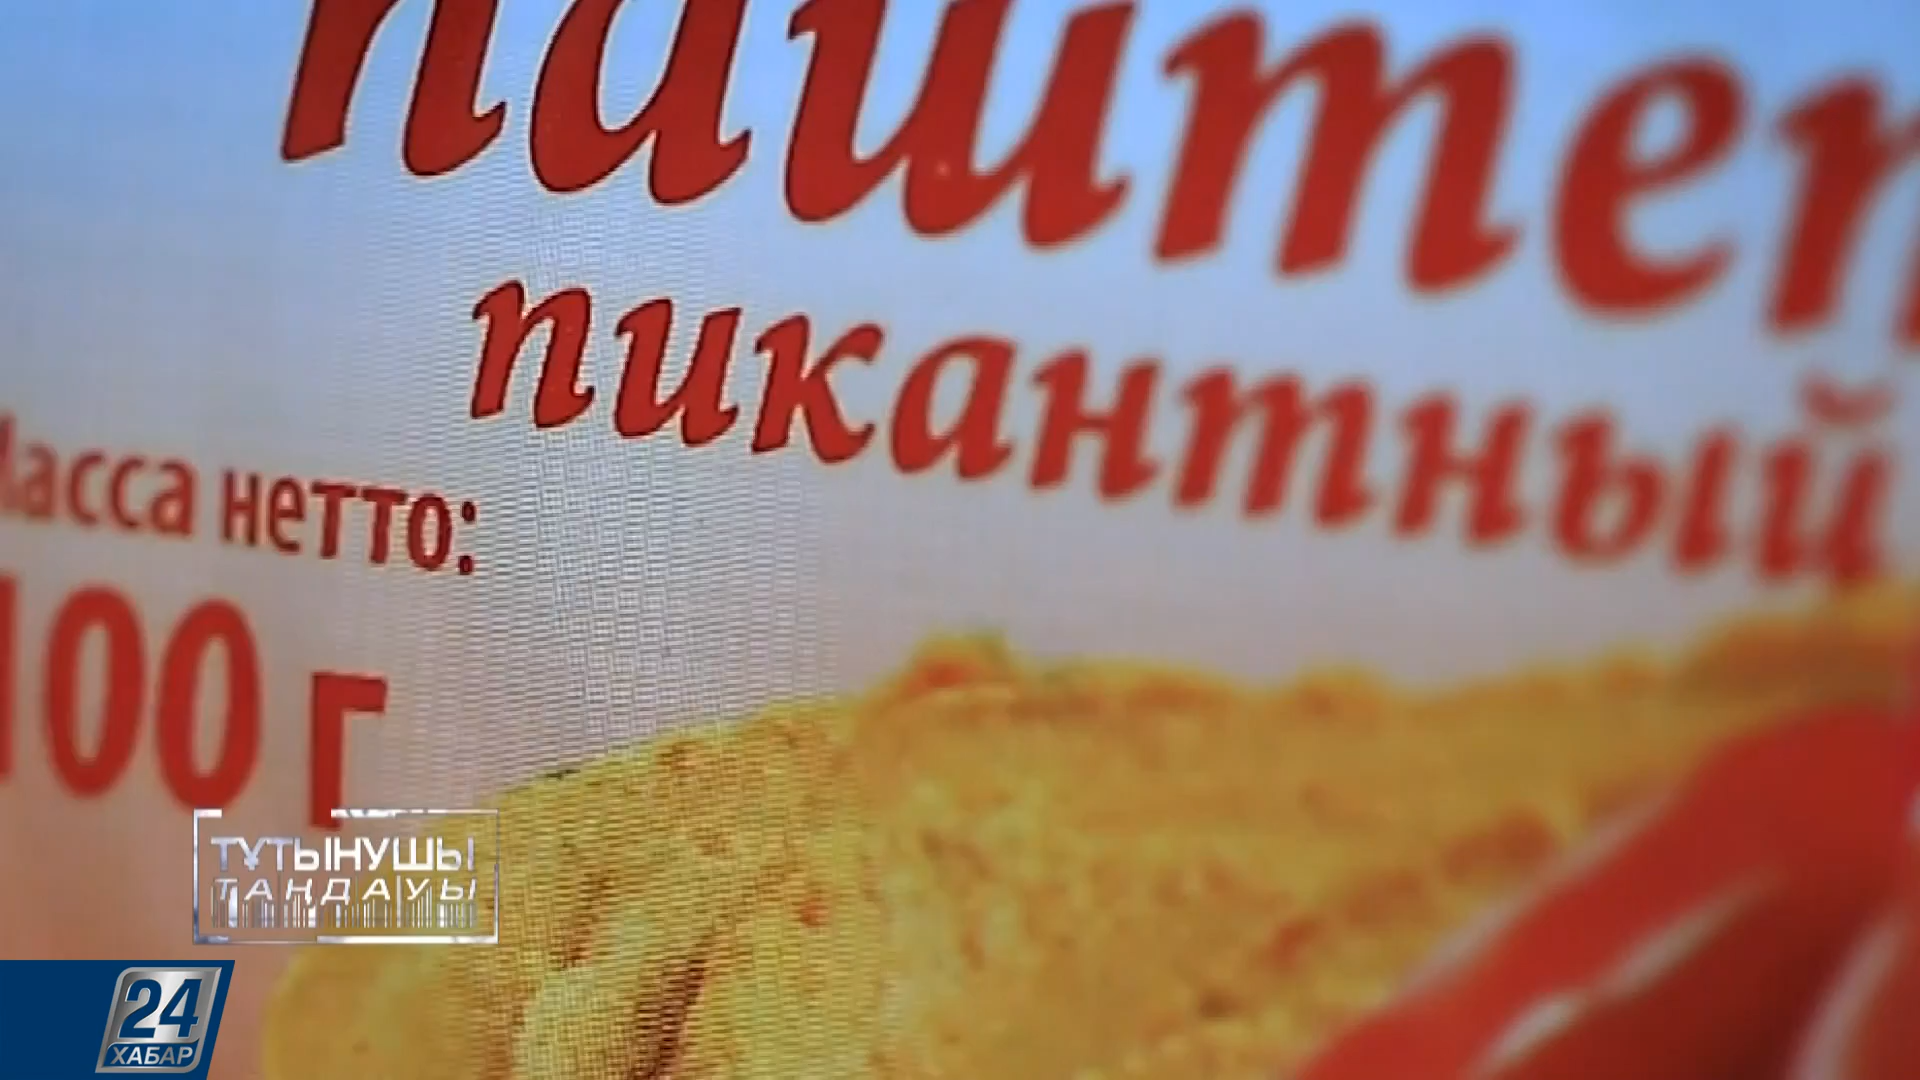 паштет
пикантный
Масса нетто:
100 г
ТҰТЫНУШЫ
ТАҢДАУЫ
24
ХАБАР